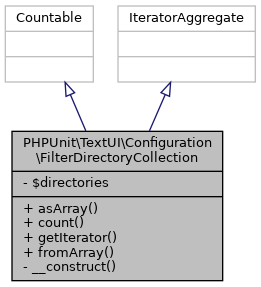 Countable
IteratorAggregate
PHPUnit\TextUI\Configuration
\FilterDirectoryCollection
- $directories
+ asArray()
+ count()
+ getIterator()
+ fromArray()
- __construct()